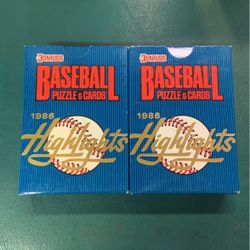 DONRUSS
BASEBALL
PUZZLE & CARDS
1986
Highlights
DONRUSS
BASEBALL
PUZZLE & CARDS
1986
Highlights